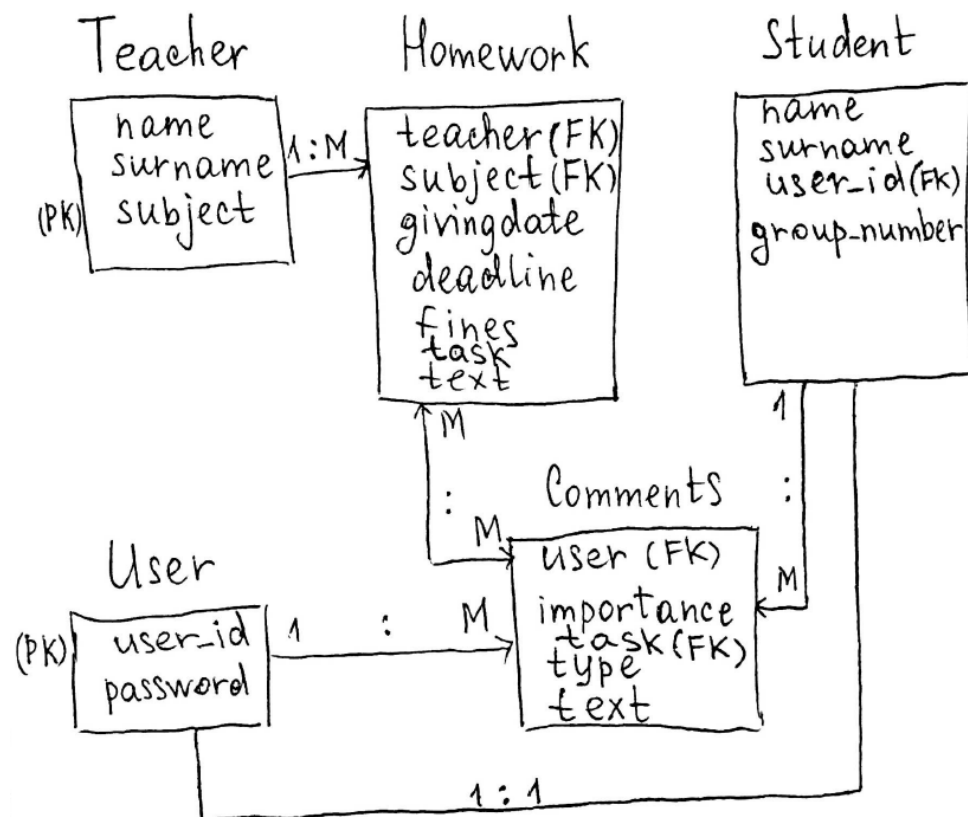 Teacher
name
surname
(PK) subject
1:M
Homework
teacher(FK)
subject(FK)
givingdate
deadline
fines
task
text
Student
name
surname
user_id(FK)
group_number
M
:
M
1
:
M
Comments
user (FK)
importance
task(FK)
type
text
User
(PK) user_id
password
1 : M
1 : 1